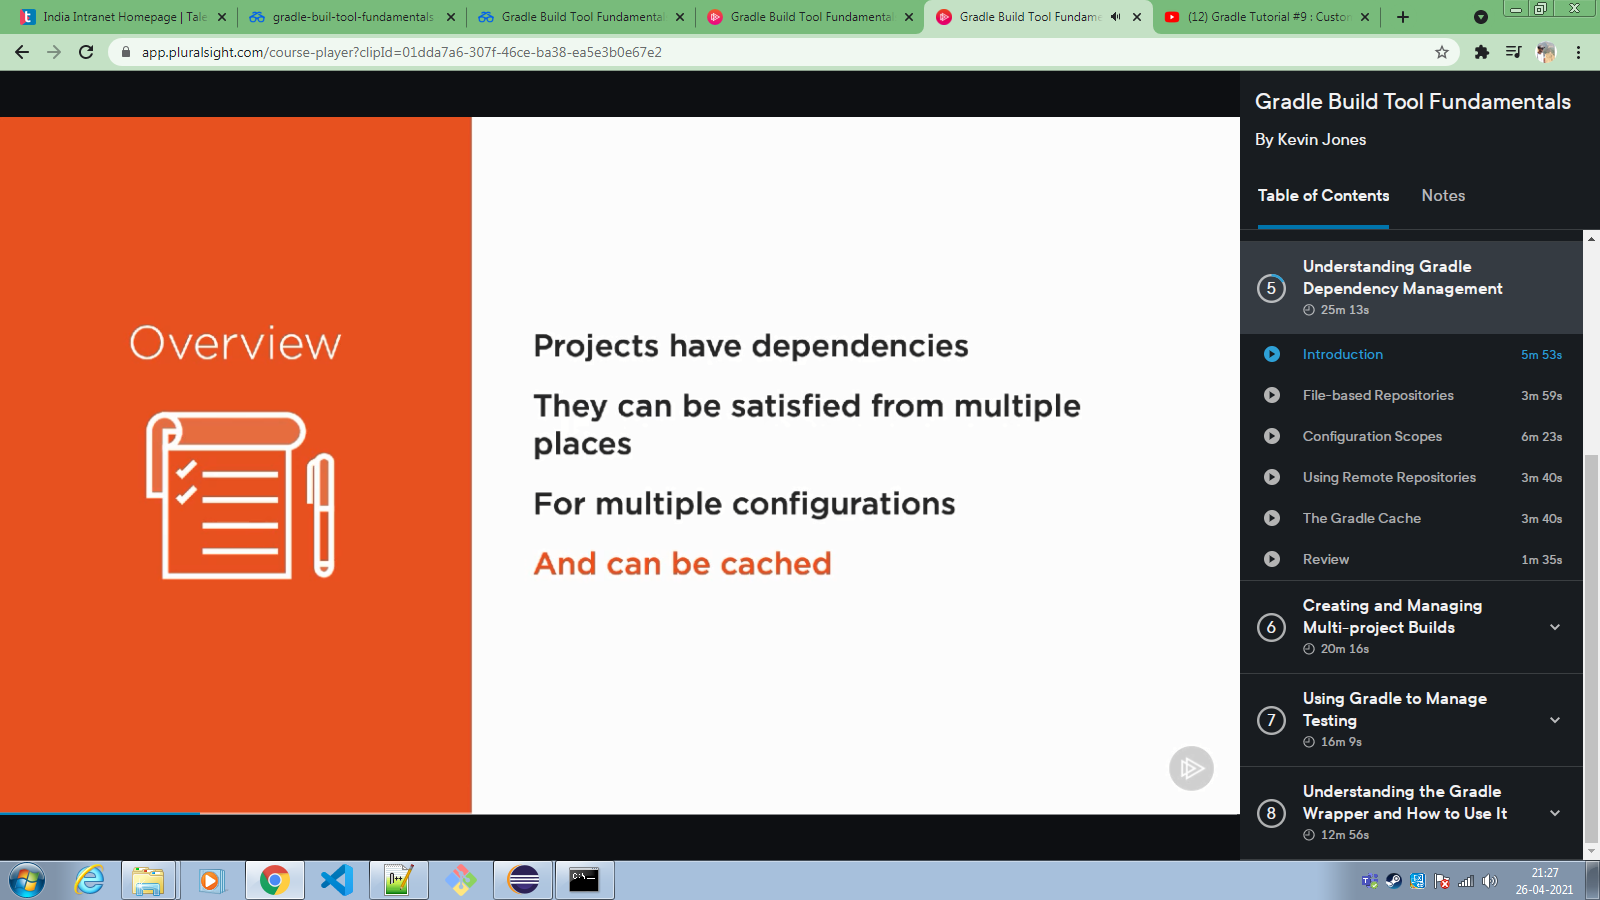 India Intranet Homepage | Tale
gradle-buil-tool-fundamentals
Gradle Build Tool Fundamental
Gradle Build Tool Fundamental
Gradle Build Tool Fundame
(12) Gradle Tutorial #9 : Custon
app.pluralsight.com/course-player?clipId=01dda7a6-307f-46ce-ba38-ea5e3b0e67e2
Overview
Projects have dependencies
They can be satisfied from multiple
places
For multiple configurations
And can be cached
Gradle Build Tool Fundamentals
By Kevin Jones
Table of Contents
Notes
5
Understanding Gradle
Dependency Management
25m 13s
Introduction 5m 53s
File-based Repositories 3m 59s
Configuration Scopes 6m 23s
Using Remote Repositories 3m 40s
The Gradle Cache 3m 40s
Review 1m 35s
6
Creating and Managing
Multi-project Builds
20m 16s
7
Using Gradle to Manage
Testing
16m 9s
8
Understanding the Gradle
Wrapper and How to Use It
12m 56s
21:27
26-04-2021